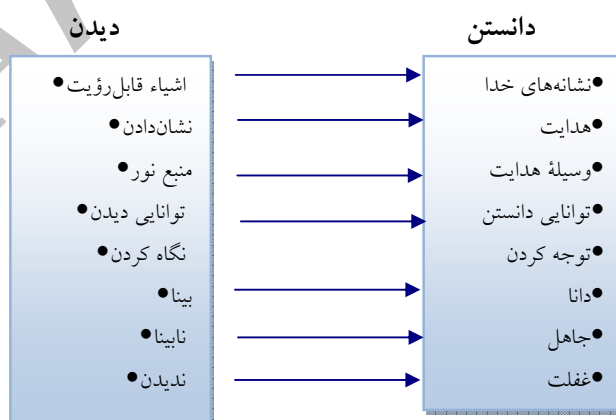 دیدن
دانستن
اشیاء قابل‌رؤیت•
نشان‌دادن•
منبع نور•
توانایی دیدن•
نگاه کردن•
بینا•
نابینا•
ندیدن•
•نشانه‌های خدا
•هدایت
•وسیلهٔ هدایت
•توانایی دانستن
•توجه کردن
•دانا
•جاهل
•غفلت